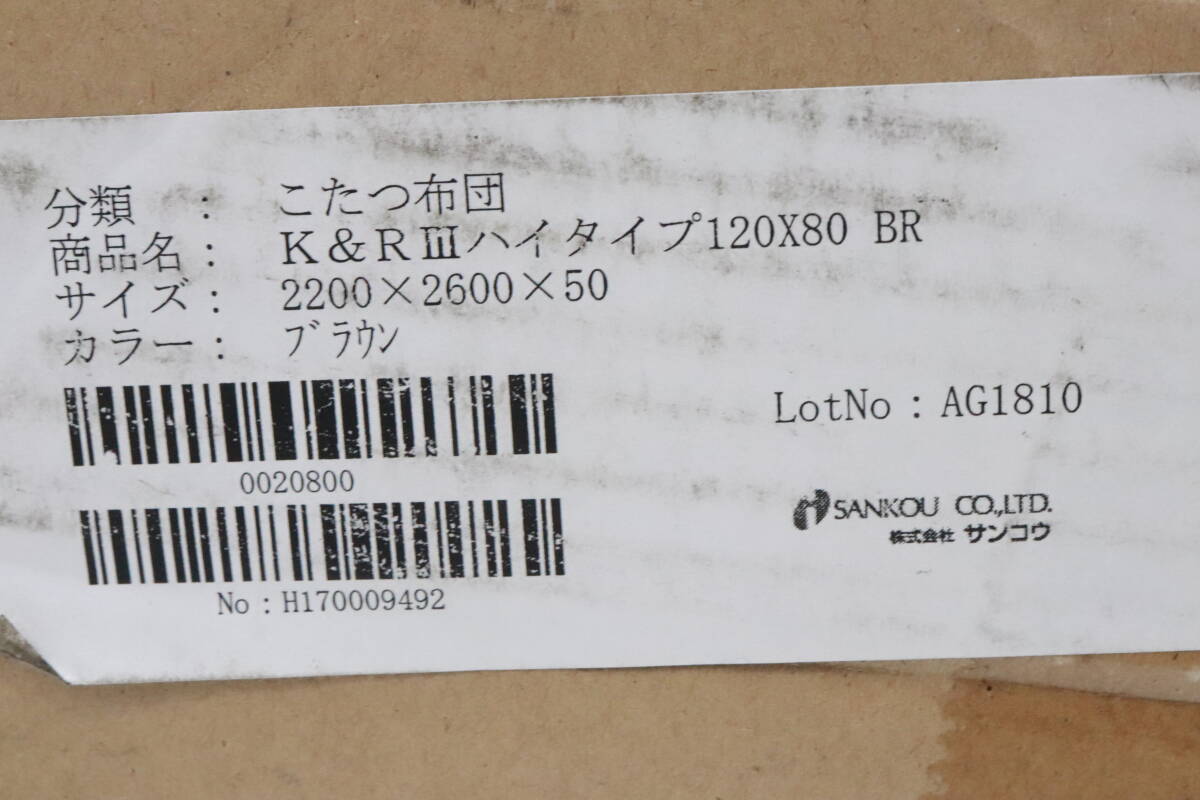 分類 : こたつ布団
商品名 : K&RⅢハイタイプ120X80 BR
サイズ : 2200×2600×50
カラー : ﾌﾞﾗｳﾝ
0020800
LotNo : AG1810
SANKOU CO.,LTD.
株式会社 サンコウ
No : H170009492